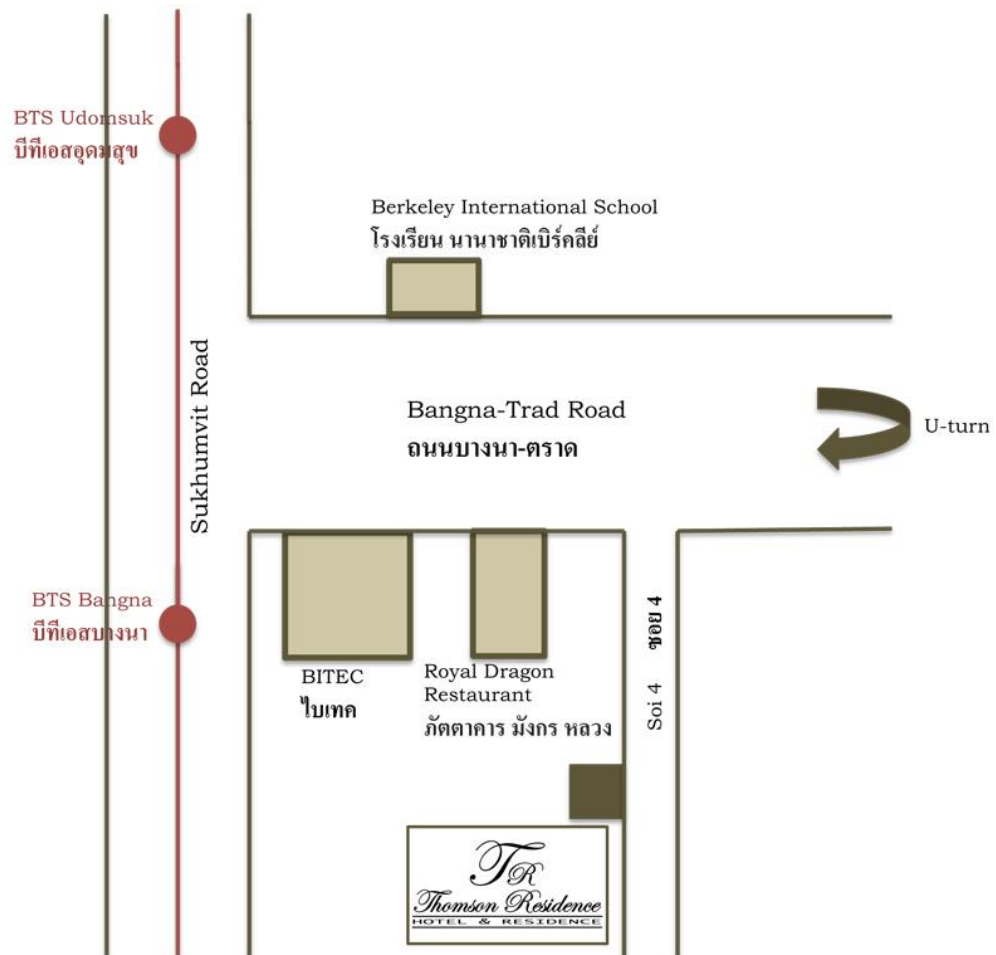 BTS Udomsuk
บีทีเอสอุดมสุข
Berkeley International School
โรงเรียน นานาชาติเบิร์คลีย์
Sukhumvit Road
Bangna-Trad Road
ถนนบางนา-ตราด
U-turn
BTS Bangna
บีทีเอสบางนา
BITEC
ไบเทค
Royal Dragon
Restaurant
ภัตตาคาร มังกร หลวง
Soi 4 ซอย 4
TR
Thomson Residence
HOTEL & RESIDENCE